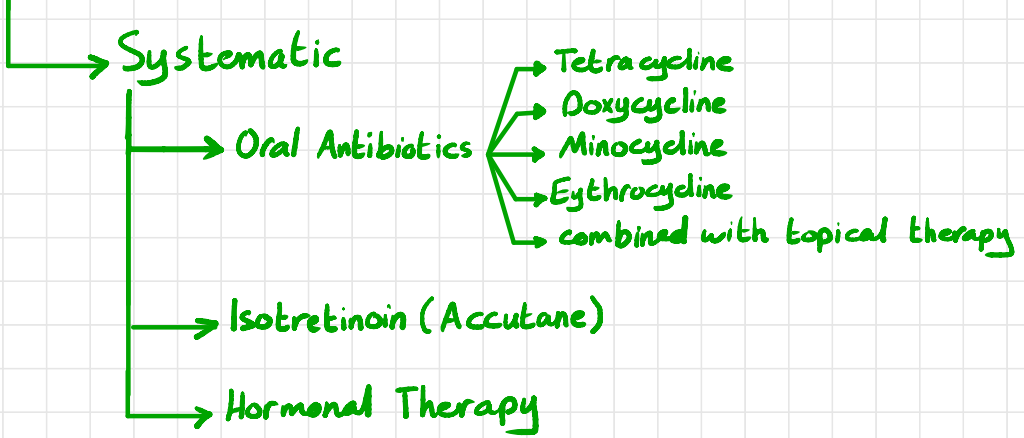 Systematic
Tetracycline
Doxycycline
Oral Antibiotics
Minocycline
Eythrocycline
combined with topical therapy
Isotretinoin (Accutane)
Hormonal Therapy